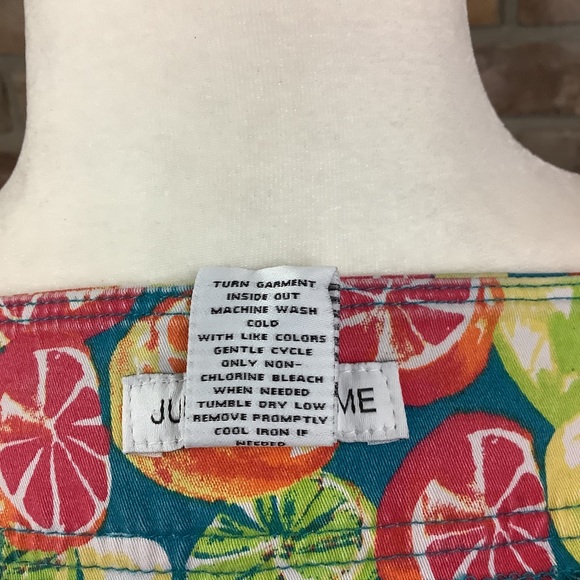 TURN GARMENT
INSIDE OUT
MACHINE WASH
COLD
WITH LIKE COLORS
GENTLE CYCLE
ONLY NON-
CHLORINE BLEACH
WHEN NEEDED
TUMBLE DRY LOW
REMOVE PROMPTLY
COOL IRON IF
NEEDED
JU ME